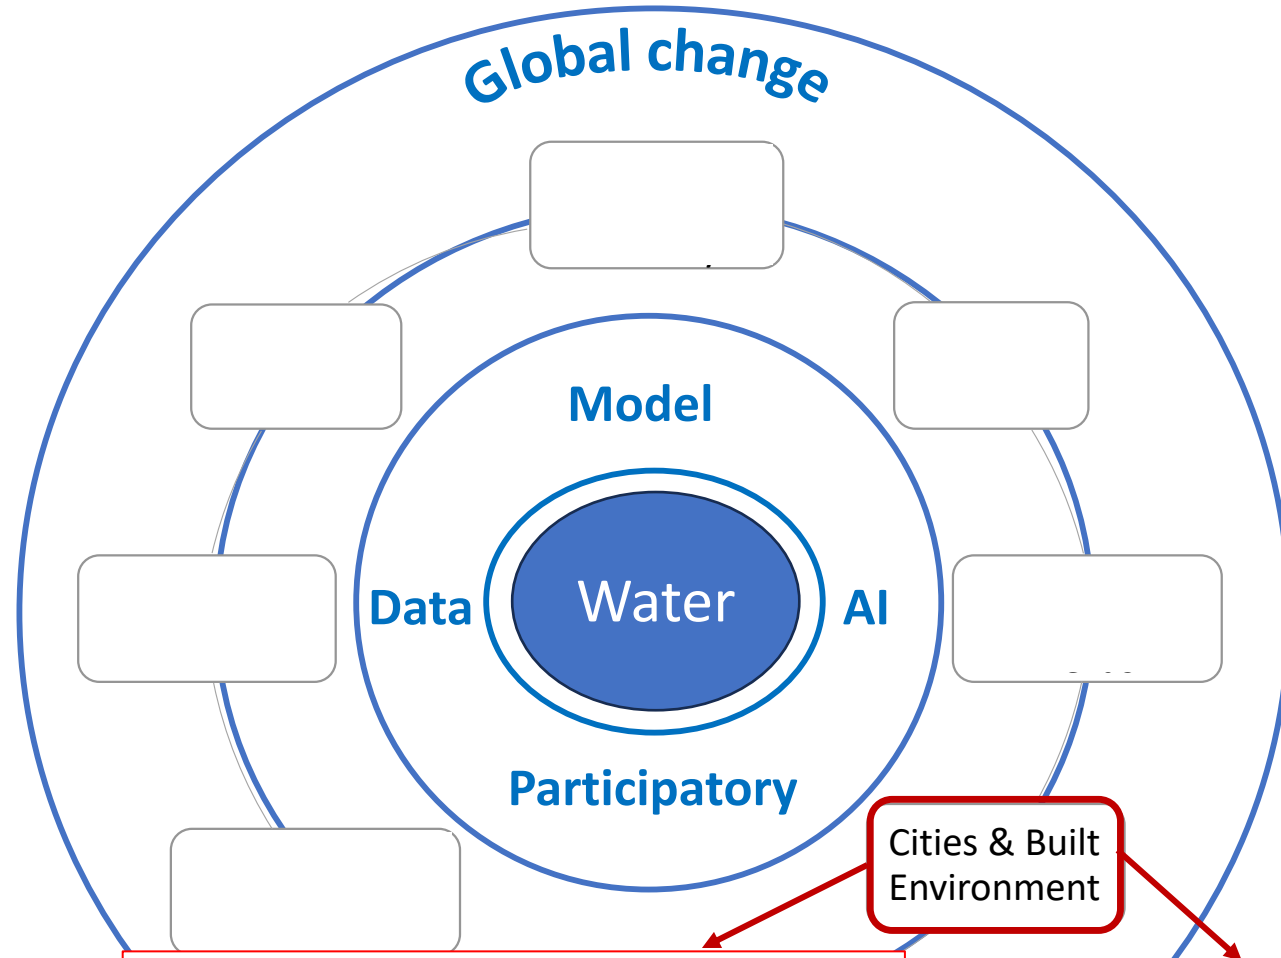 Global change
Model
Data
Water
AI
Participatory
Cities & Built
Environment